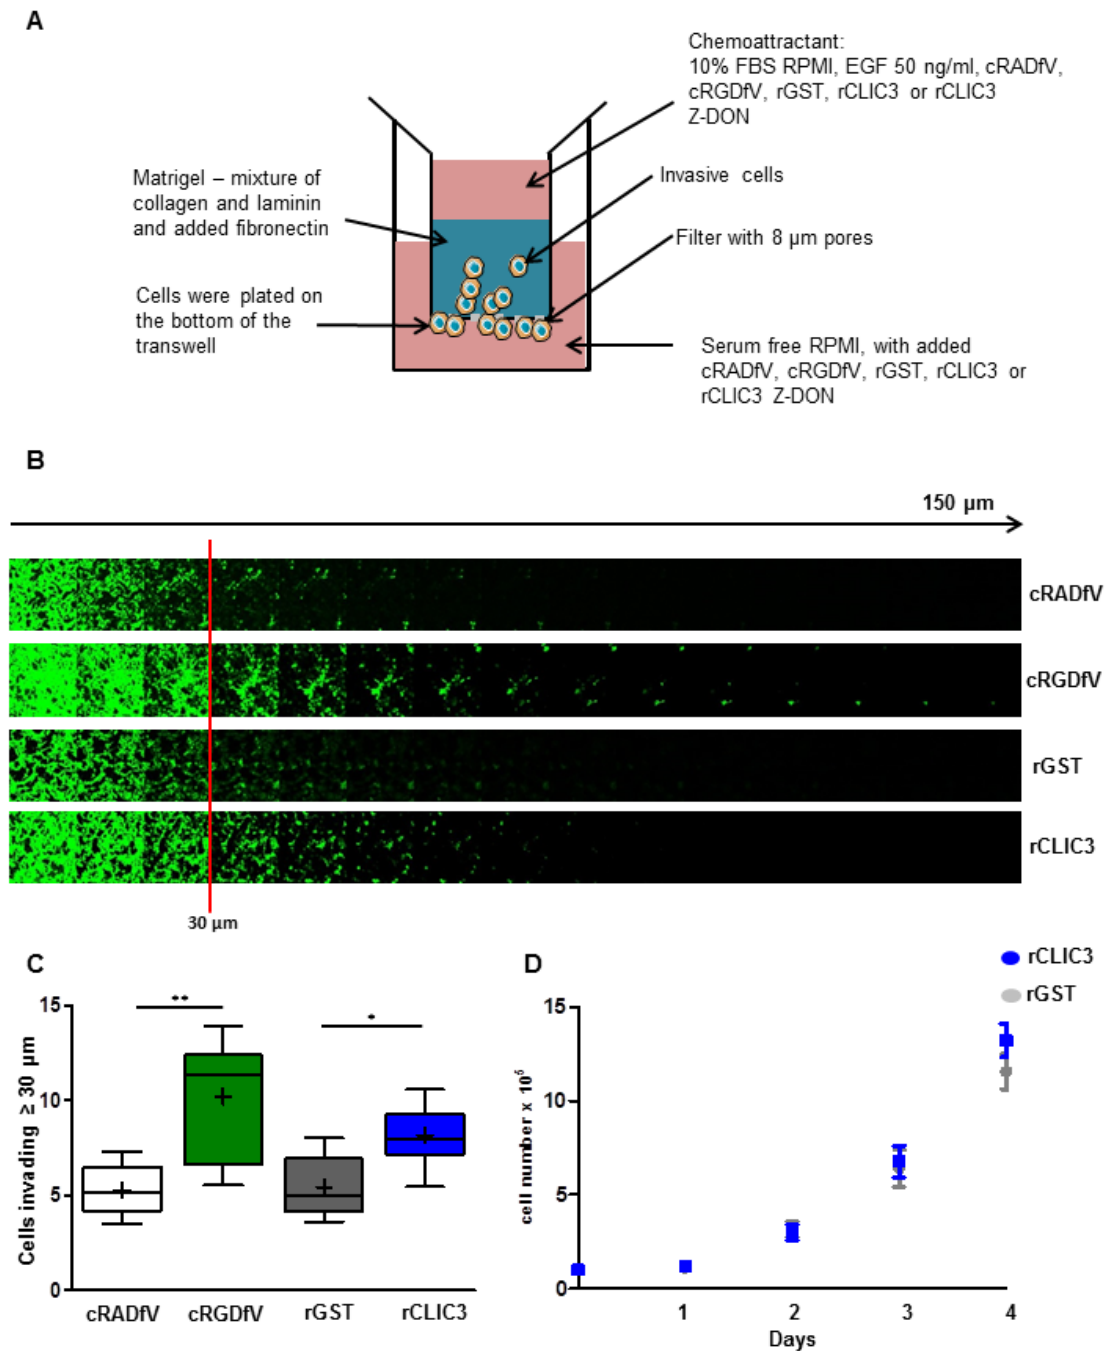 A
Chemoattractant:
10% FBS RPMI, EGF 50 ng/ml, cRADfV,
cRGDfV, rGST, rCLIC3 or rCLIC3
Z-DON
Matrigel – mixture of
collagen and laminin
and added fibronectin
Invasive cells
Filter with 8 µm pores
Cells were plated on
the bottom of the
transwell
Serum free RPMI, with added
cRADfV, cRGDfV, rGST, rCLIC3 or
rCLIC3 Z-DON
B
150 µm
cRADfV
cRGDfV
rGST
rCLIC3
30 µm
C
Cells invading ≥ 30 µm
15
10
5
0
**
*
cRADfV
cRGDfV
rGST
rCLIC3
D
rCLIC3
rGST
cell number x 10⁵
15
10
5
0
1
2
3
4
Days